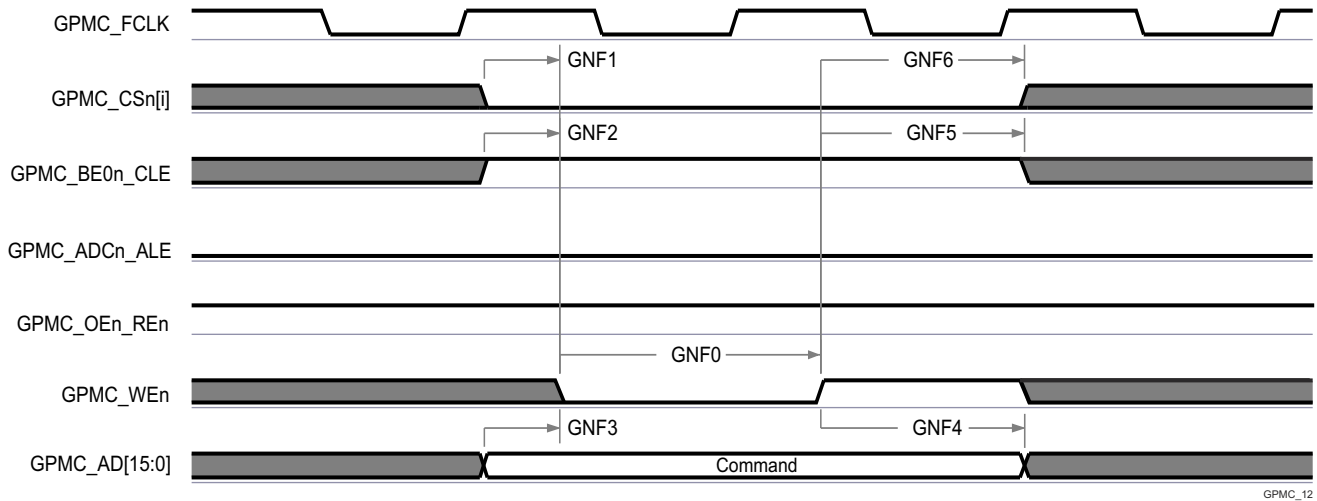 GPMC_FCLK
GNF1
GNF6
GPMC_CSn[i]
GNF2
GNF5
GPMC_BE0n_CLE
GPMC_ADCn_ALE
GPMC_OEn_REn
GNF0
GPMC_WEn
GNF3
GNF4
GPMC_AD[15:0]
Command
GPMC_12